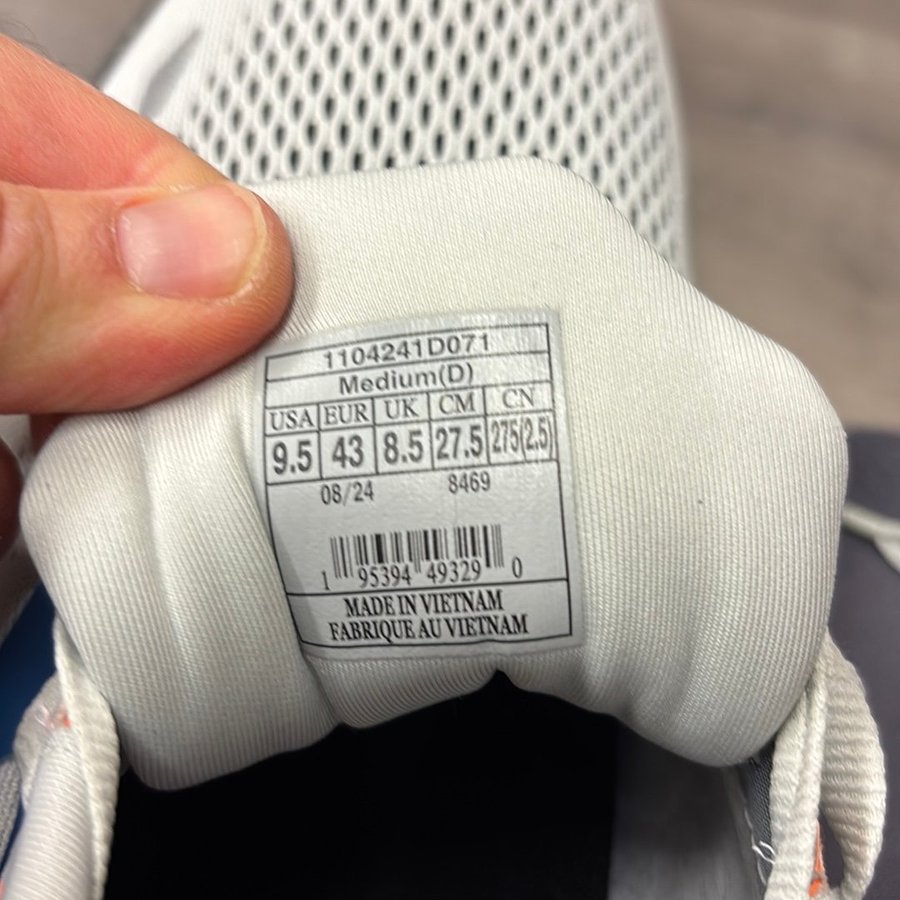 1104241D071
Medium(D)
USA EUR UK CM CN
9.5 43 8.5 27.5 275(2.5)
08/24 8469
1 95394 49329 0
MADE IN VIETNAM
FABRIQUE AU VIETNAM